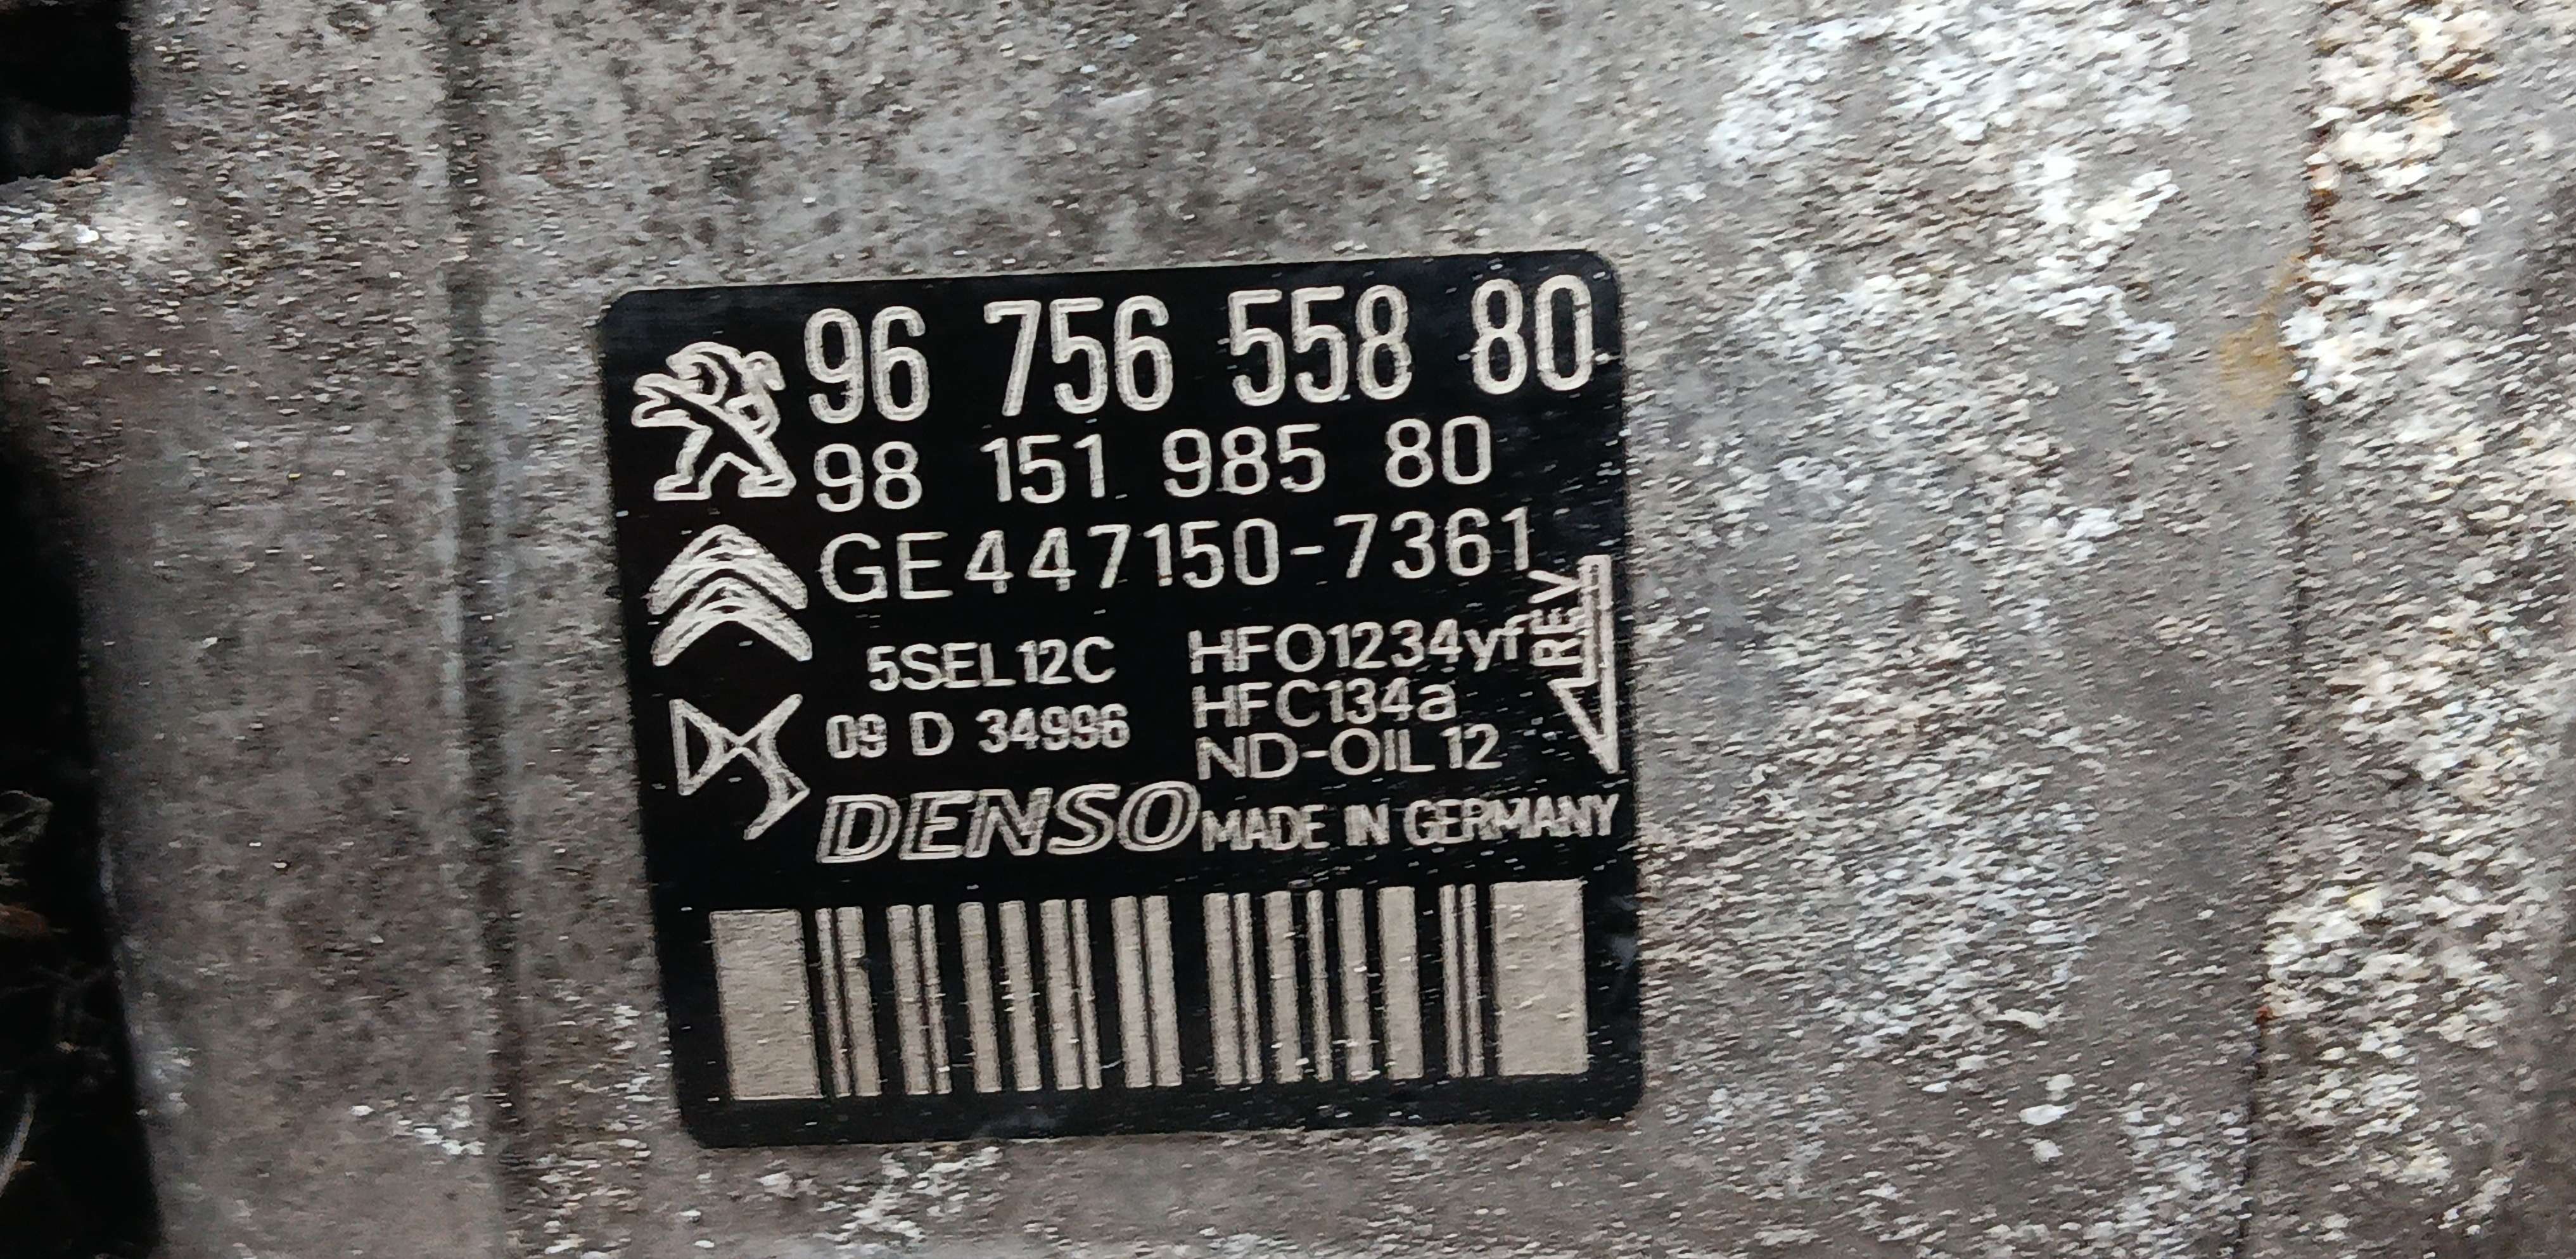 96 756 558 80
98 151 985 80
GE447150-7361
5SEL12C HFO1234yf
HFC134a
09 D 34996
ND-OIL12
REV
DENSO MADE IN GERMANY